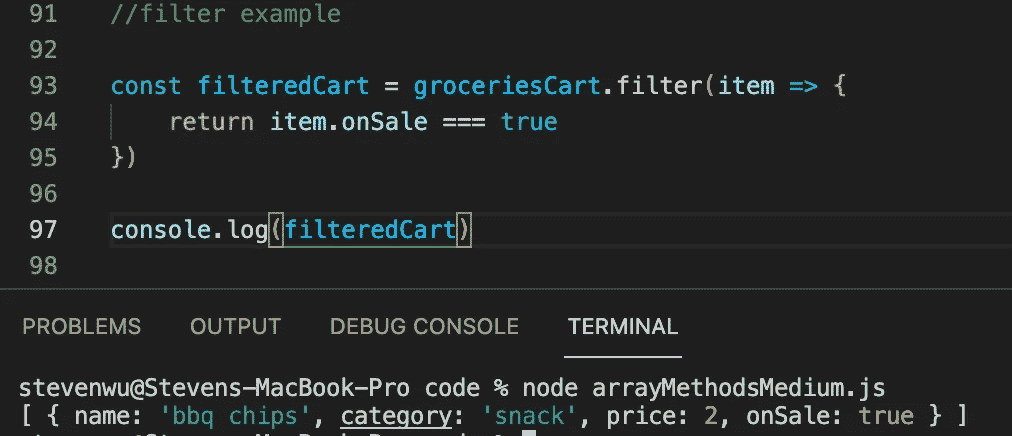 91 //filter example
92
93 const filteredCart = groceriesCart.filter(item => {
94 return item.onSale === true
95 })
96
97 console.log(filteredCart)
98
PROBLEMS OUTPUT DEBUG CONSOLE TERMINAL
stevenwu@Stevens-MacBook-Pro code % node arrayMethodsMedium.js
[ { name: 'bbq chips', category: 'snack', price: 2, onSale: true } ]